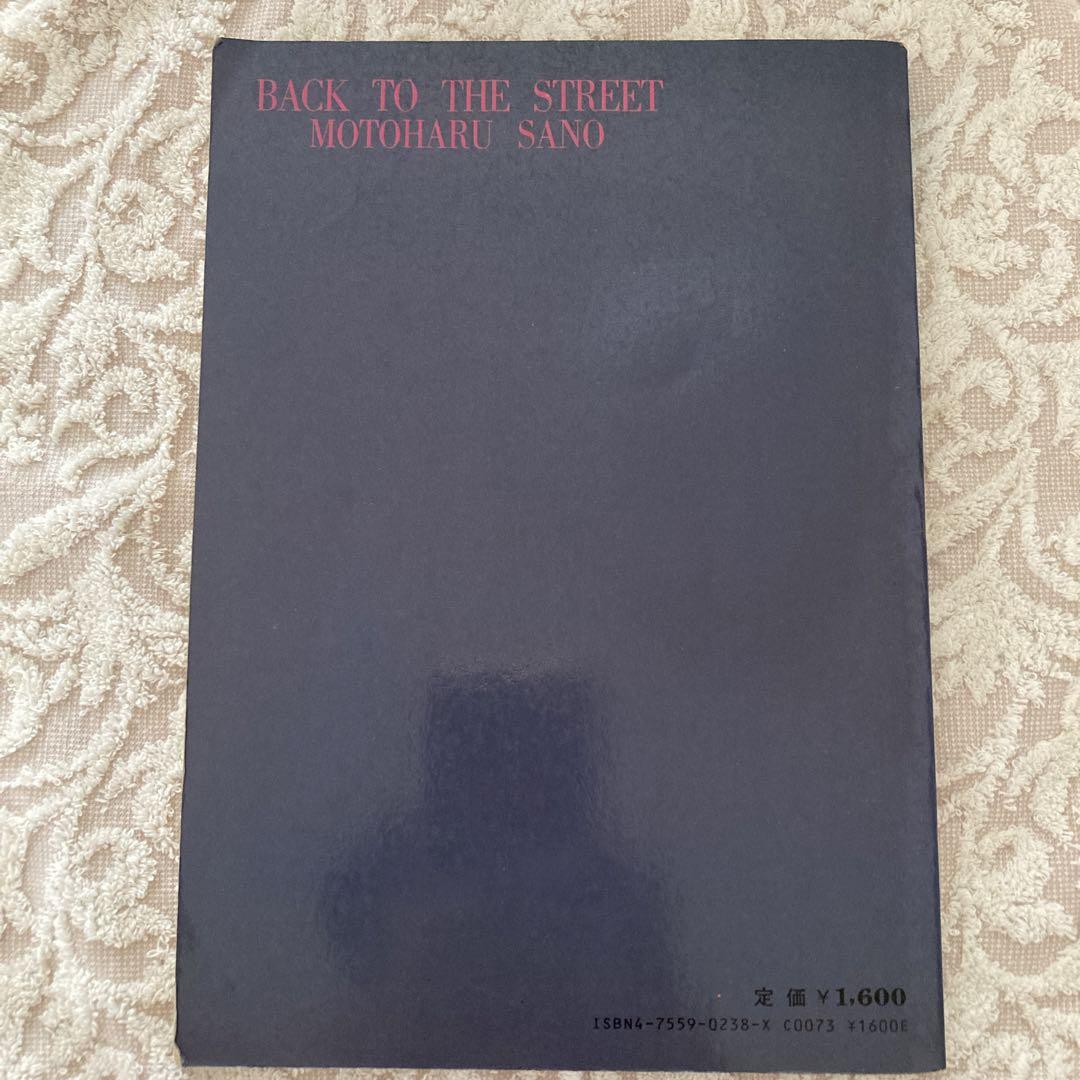 BACK TO THE STREET
MOTOHARU SANO
定価 ¥1,600
ISBN4-7559-0238-X C0073 ¥1600E